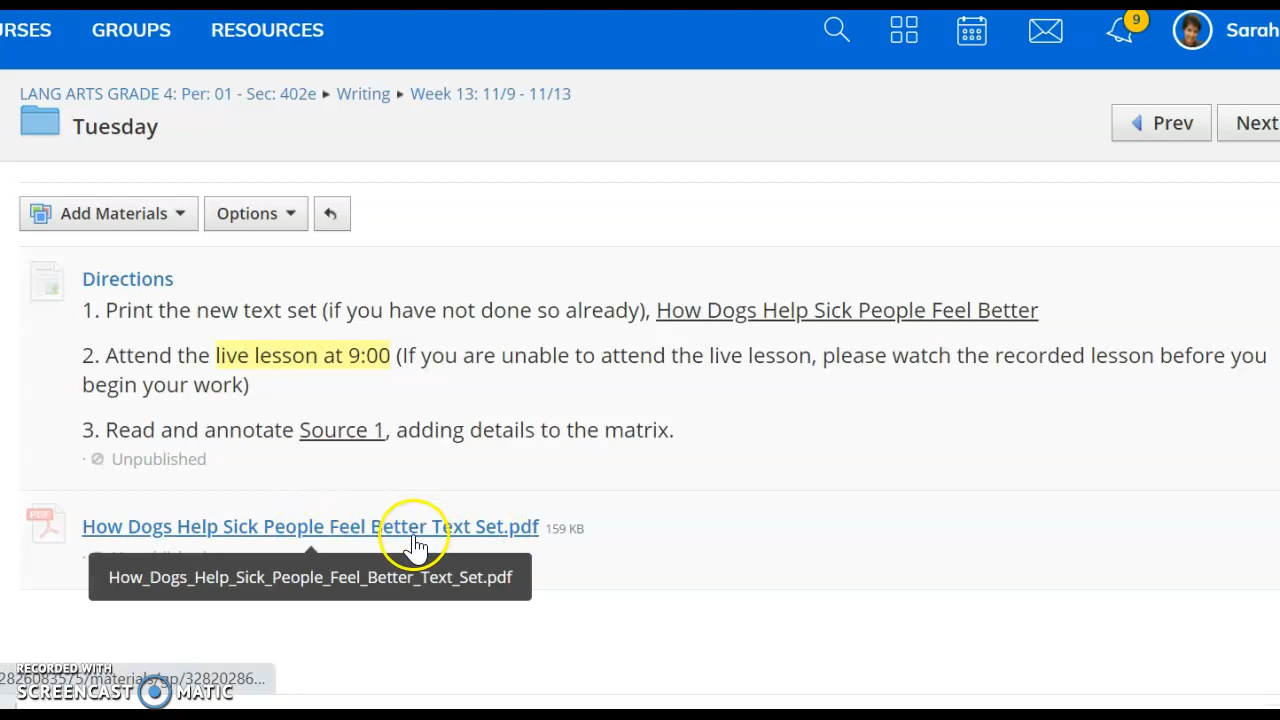 URSES GROUPS RESOURCES 9 Sarah
LANG ARTS GRADE 4: Per: 01 - Sec: 402e ▸ Writing ▸ Week 13: 11/9 - 11/13
Tuesday
Prev Next
Add Materials Options
Directions
1. Print the new text set (if you have not done so already), How Dogs Help Sick People Feel Better
2. Attend the live lesson at 9:00 (If you are unable to attend the live lesson, please watch the recorded lesson before you
begin your work)
3. Read and annotate Source 1, adding details to the matrix.
· Unpublished
PDF How Dogs Help Sick People Feel Better Text Set.pdf 159 KB
How_Dogs_Help_Sick_People_Feel_Better_Text_Set.pdf
RECORDED WITH
2826083575/materials/gp/32820286...
SCREENCAST MATIC